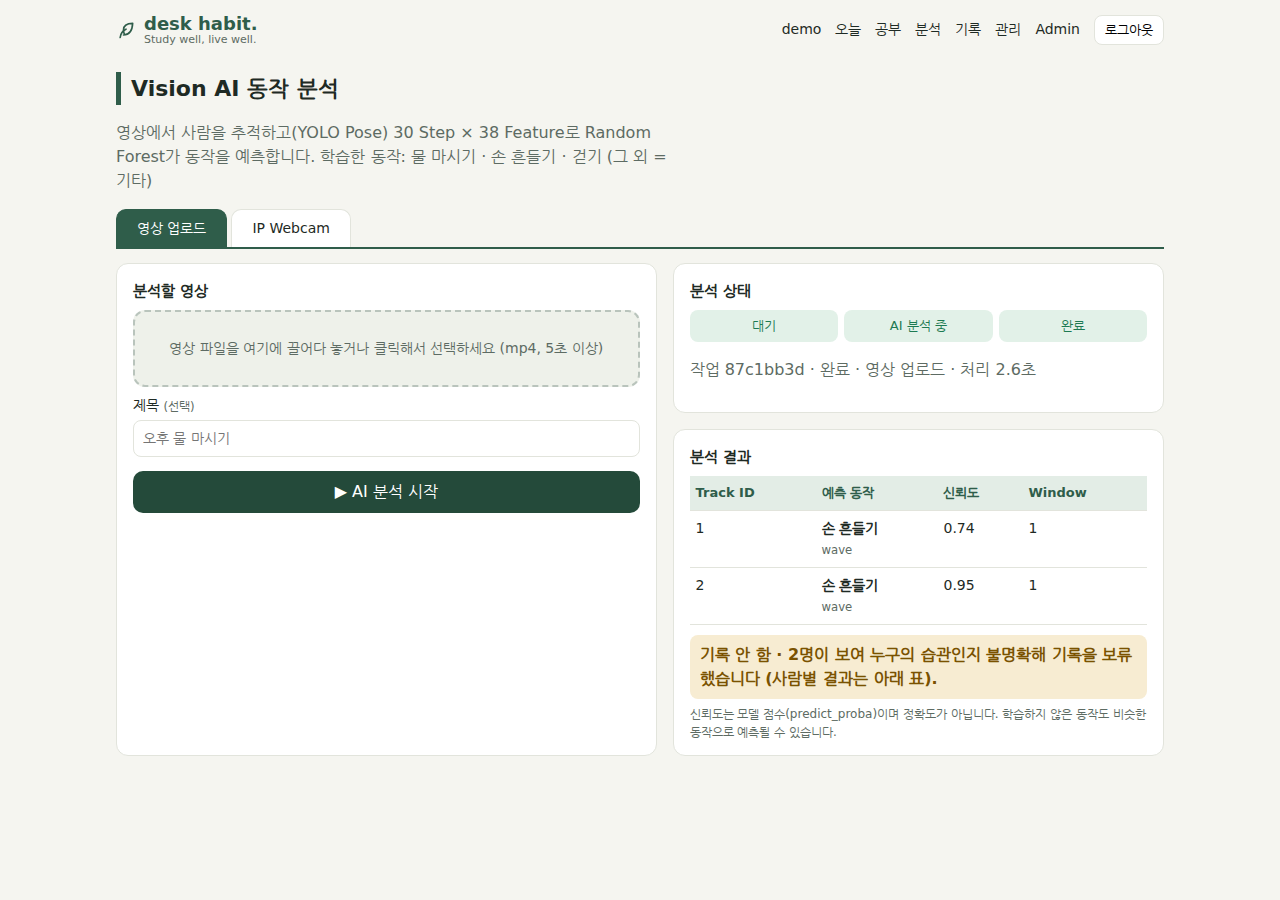 desk habit.
Study well, live well.
demo 오늘 공부 분석 기록 관리 Admin 로그아웃
Vision AI 동작 분석
영상에서 사람을 추적하고(YOLO Pose) 30 Step × 38 Feature로 Random
Forest가 동작을 예측합니다. 학습한 동작: 물 마시기 · 손 흔들기 · 걷기 (그 외 =
기타)
영상 업로드 IP Webcam
분석할 영상
영상 파일을 여기에 끌어다 놓거나 클릭해서 선택하세요 (mp4, 5초 이상)
제목 (선택)
오후 물 마시기
▶ AI 분석 시작
분석 상태
대기 AI 분석 중 완료
작업 87c1bb3d · 완료 · 영상 업로드 · 처리 2.6초
분석 결과
Track ID 예측 동작 신뢰도 Window
1 손 흔들기 0.74 1
wave
2 손 흔들기 0.95 1
wave
기록 안 함 · 2명이 보여 누구의 습관인지 불명확해 기록을 보류
했습니다 (사람별 결과는 아래 표).
신뢰도는 모델 점수(predict_proba)이며 정확도가 아닙니다. 학습하지 않은 동작도 비슷한
동작으로 예측될 수 있습니다.